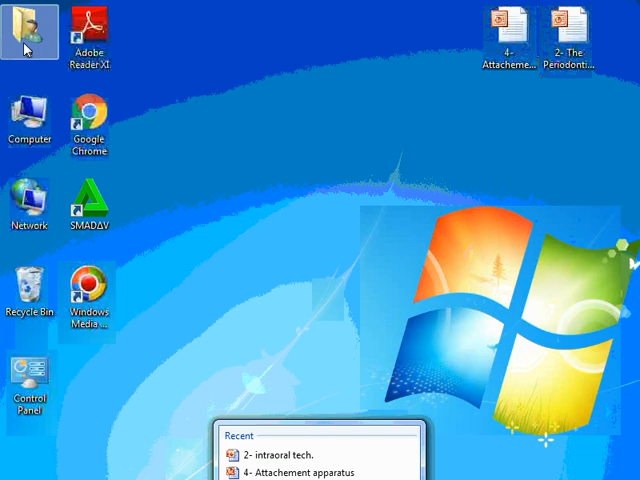 Adobe
Reader XI
4-
Attacheme...
2- The
Periodonti...
Computer
Google
Chrome
Network
SMADΔV
Recycle Bin
Windows
Media ...
Control
Panel
Recent
2- intraoral tech.
4- Attachement apparatus